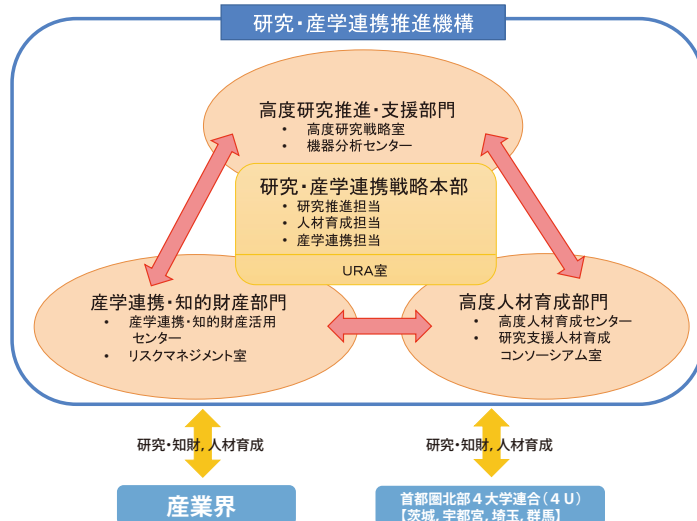 研究・産学連携推進機構
高度研究推進・支援部門
• 高度研究戦略室
• 機器分析センター
研究・産学連携戦略本部
• 研究推進担当
• 人材育成担当
• 産学連携担当
URA室
産学連携・知的財産部門
• 産学連携・知的財産活用
センター
• リスクマネジメント室
高度人材育成部門
• 高度人材育成センター
• 研究支援人材育成
コンソーシアム室
研究・知財,人材育成
研究・知財,人材育成
産業界
首都圏北部4大学連合(4U)
【茨城,宇都宮,埼玉,群馬】